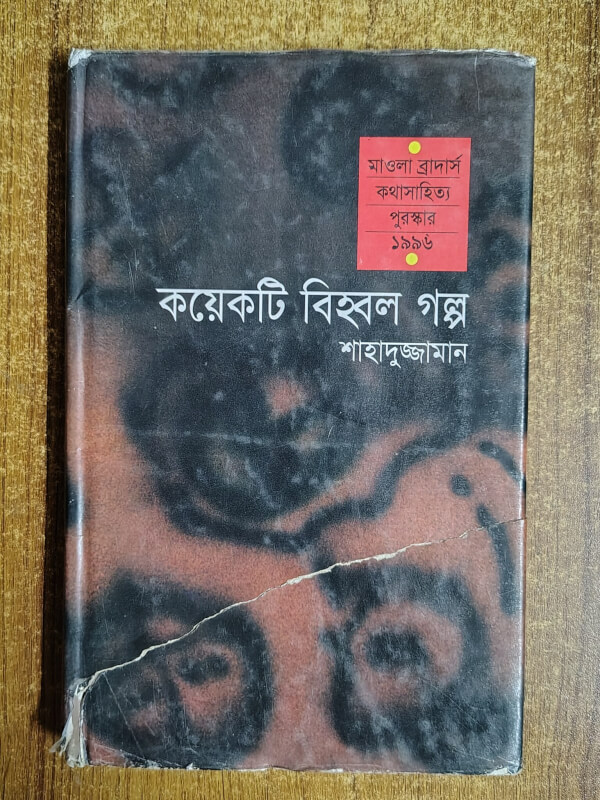 মাওলা ব্রাদার্স
কথাসাহিত্য
পুরস্কার
১৯৯৬
কয়েকটি বিহ্বল গল্প
শাহাদুজ্জামান